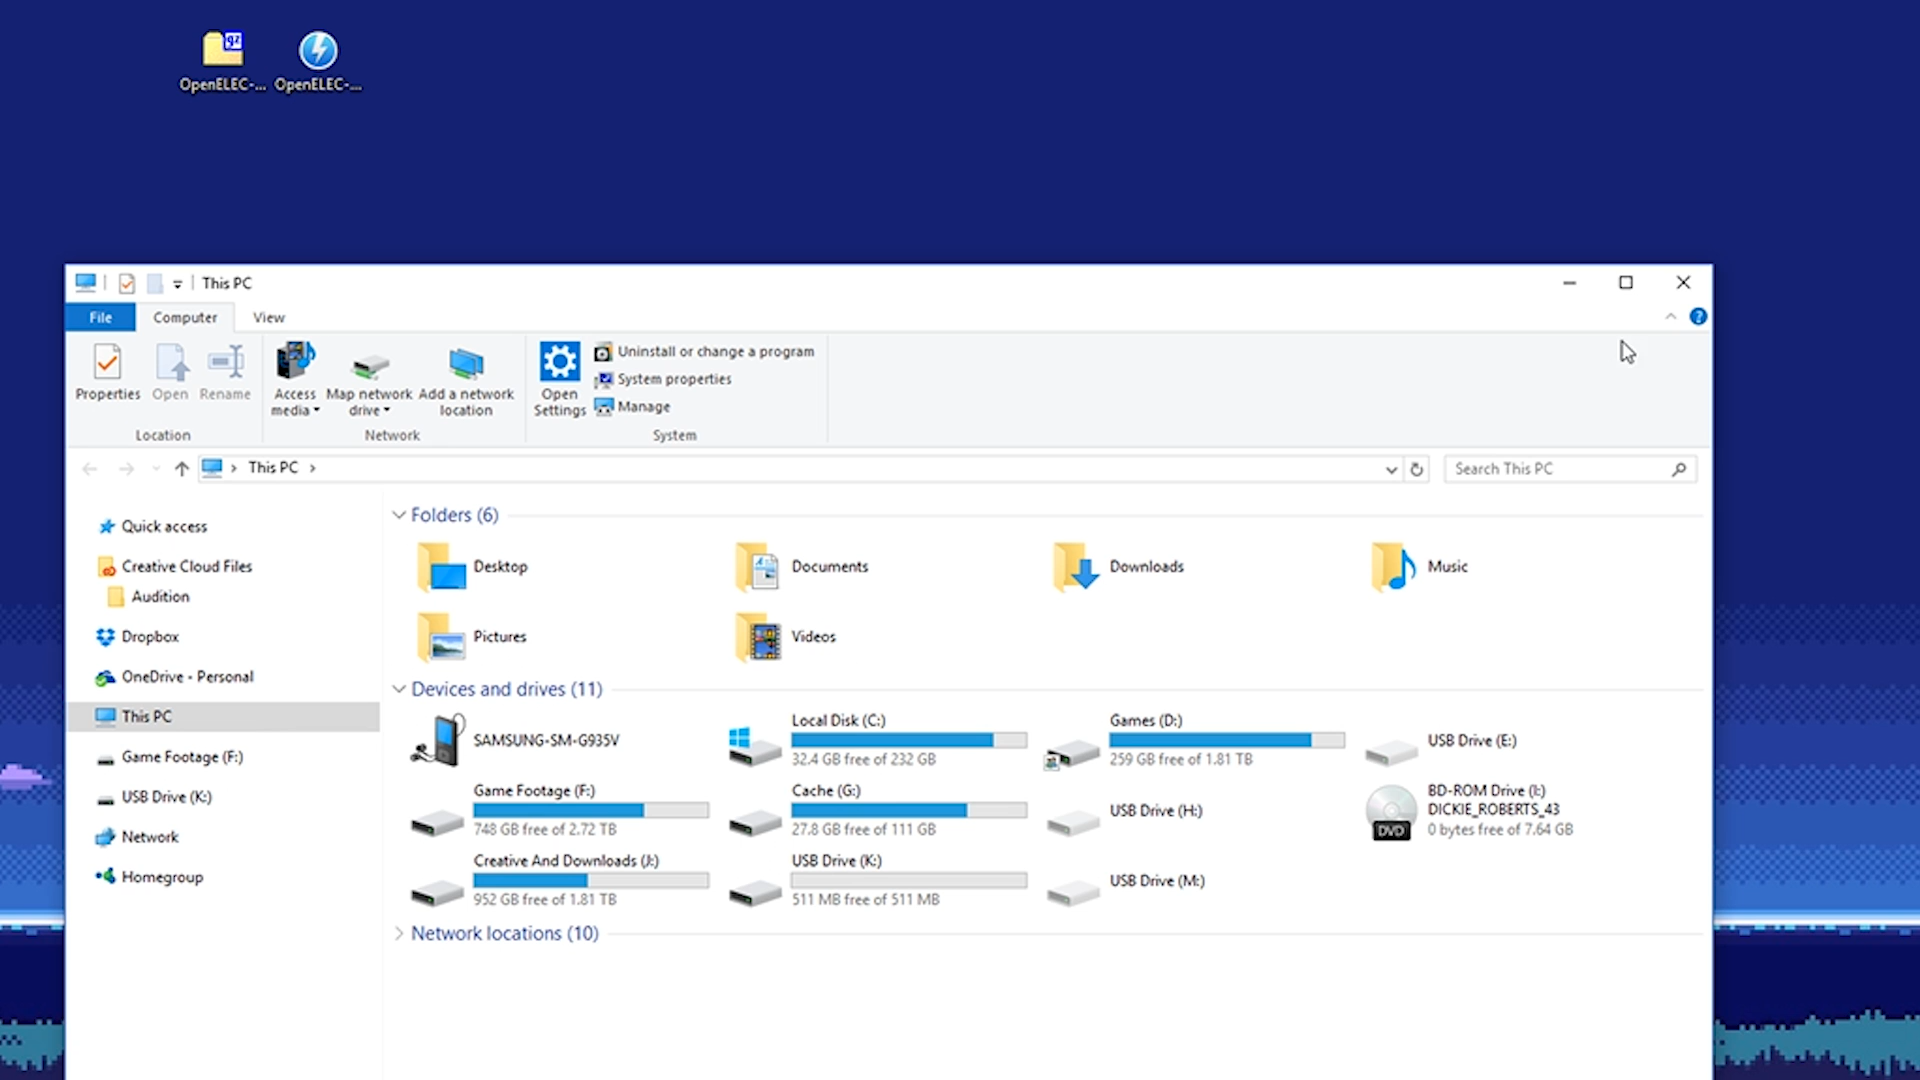 OpenELEC-...
OpenELEC-...
This PC
File
Computer
View
Properties
Open
Rename
Access
media
Map network
drive
Add a network
location
Open
Settings
Uninstall or change a program
System properties
Manage
Location
Network
System
This PC
Search This PC
Quick access
Creative Cloud Files
Audition
Dropbox
OneDrive - Personal
This PC
Game Footage (F:)
USB Drive (K:)
Network
Homegroup
Folders (6)
Desktop
Documents
Downloads
Music
Pictures
Videos
Devices and drives (11)
SAMSUNG-SM-G935V
Local Disk (C:)
32.4 GB free of 232 GB
Games (D:)
259 GB free of 1.81 TB
USB Drive (E:)
Game Footage (F:)
748 GB free of 2.72 TB
Cache (G:)
27.8 GB free of 111 GB
USB Drive (H:)
DVD
BD-ROM Drive (I:)
DICKIE_ROBERTS_43
0 bytes free of 7.64 GB
Creative And Downloads (J:)
952 GB free of 1.81 TB
USB Drive (K:)
511 MB free of 511 MB
USB Drive (M:)
Network locations (10)